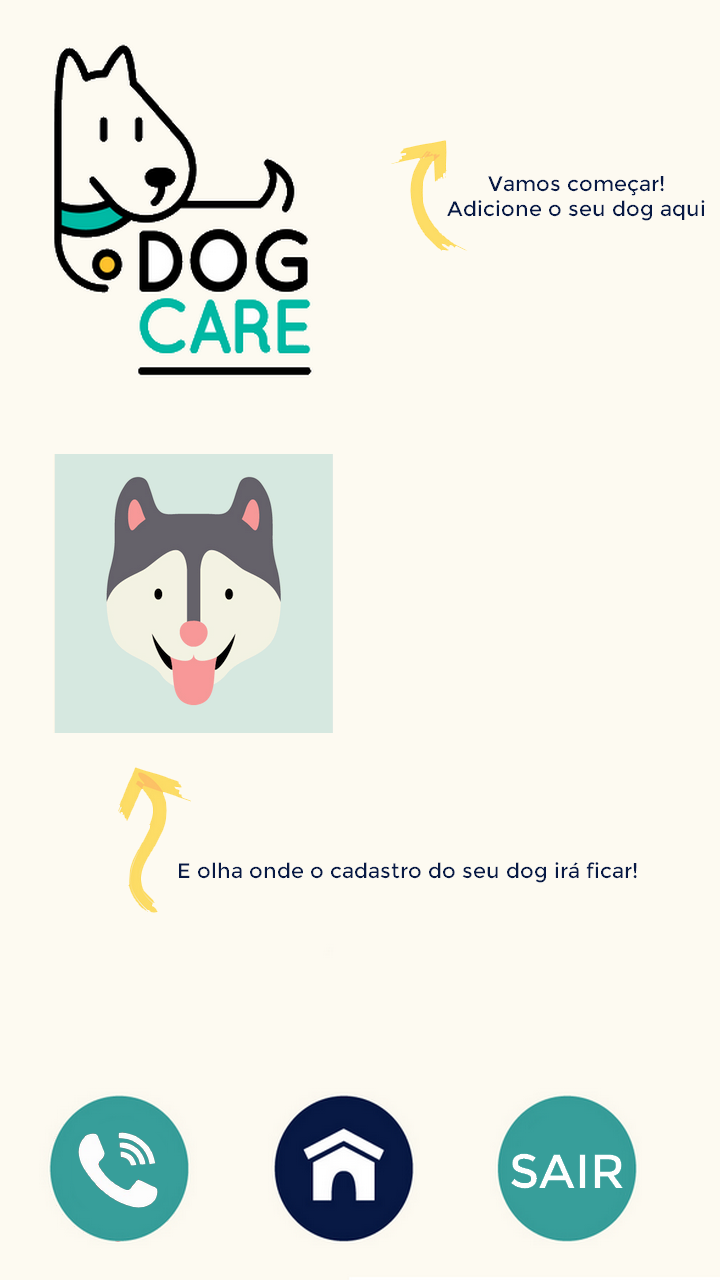 DOG
CARE
Vamos começar!
Adicione o seu dog aqui
E olha onde o cadastro do seu dog irá ficar!
SAIR